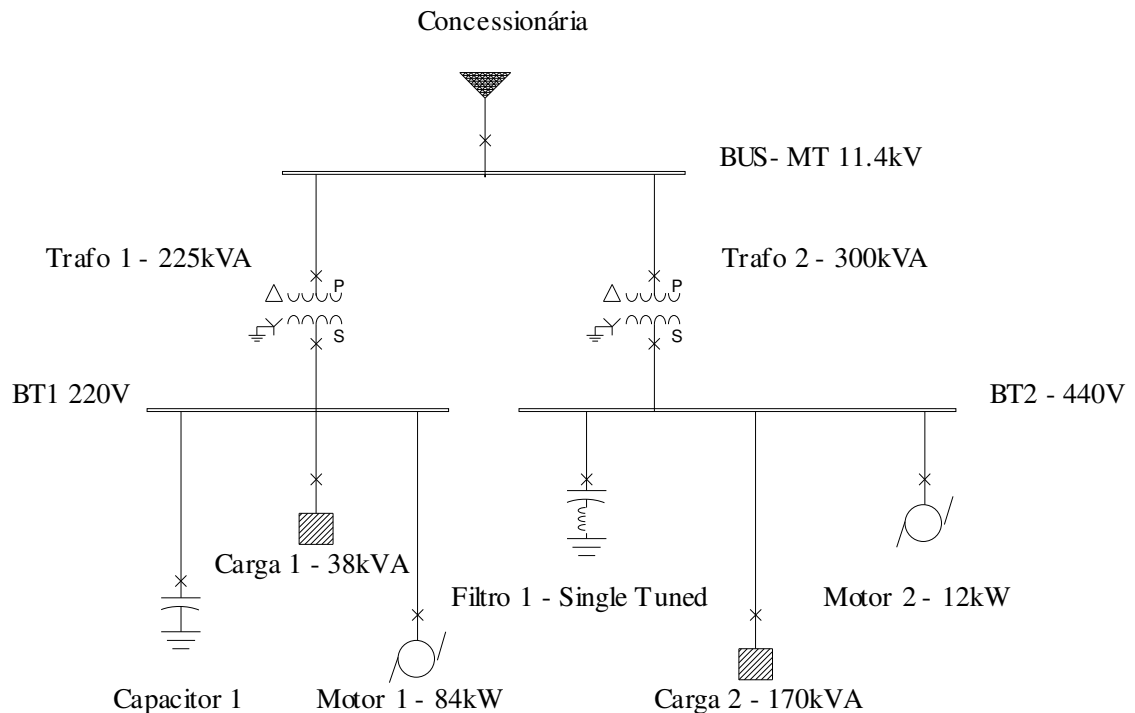 Concessionária
BUS- MT 11.4kV
Trafo 1 - 225kVA
Trafo 2 - 300kVA
P
S
P
S
BT1 220V
BT2 - 440V
Carga 1 - 38kVA
Filtro 1 - Single Tuned
Motor 2 - 12kW
Capacitor 1
Motor 1 - 84kW
Carga 2 - 170kVA